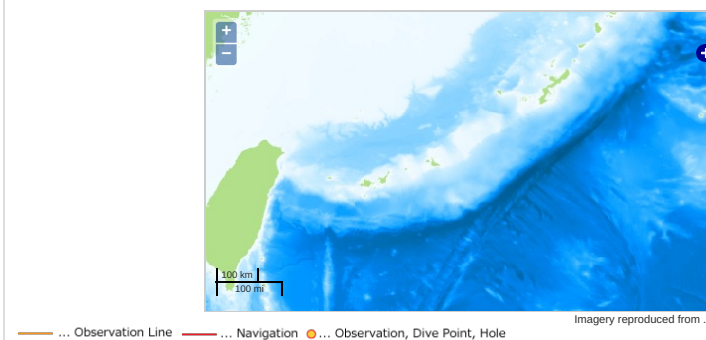 +
−
100 km
100 mi
Imagery reproduced from .
... Observation Line ... Navigation ... Observation, Dive Point, Hole